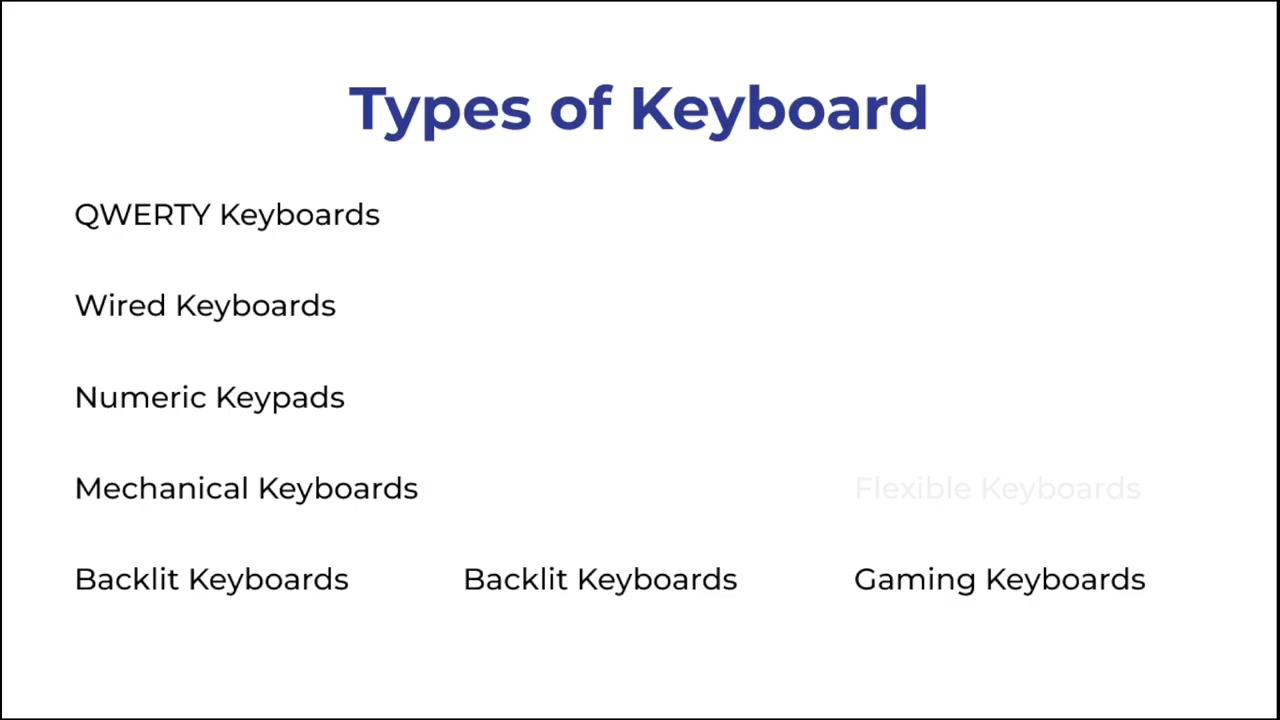 Types of Keyboard
QWERTY Keyboards
Wired Keyboards
Numeric Keypads
Mechanical Keyboards Flexible Keyboards
Backlit Keyboards Backlit Keyboards Gaming Keyboards